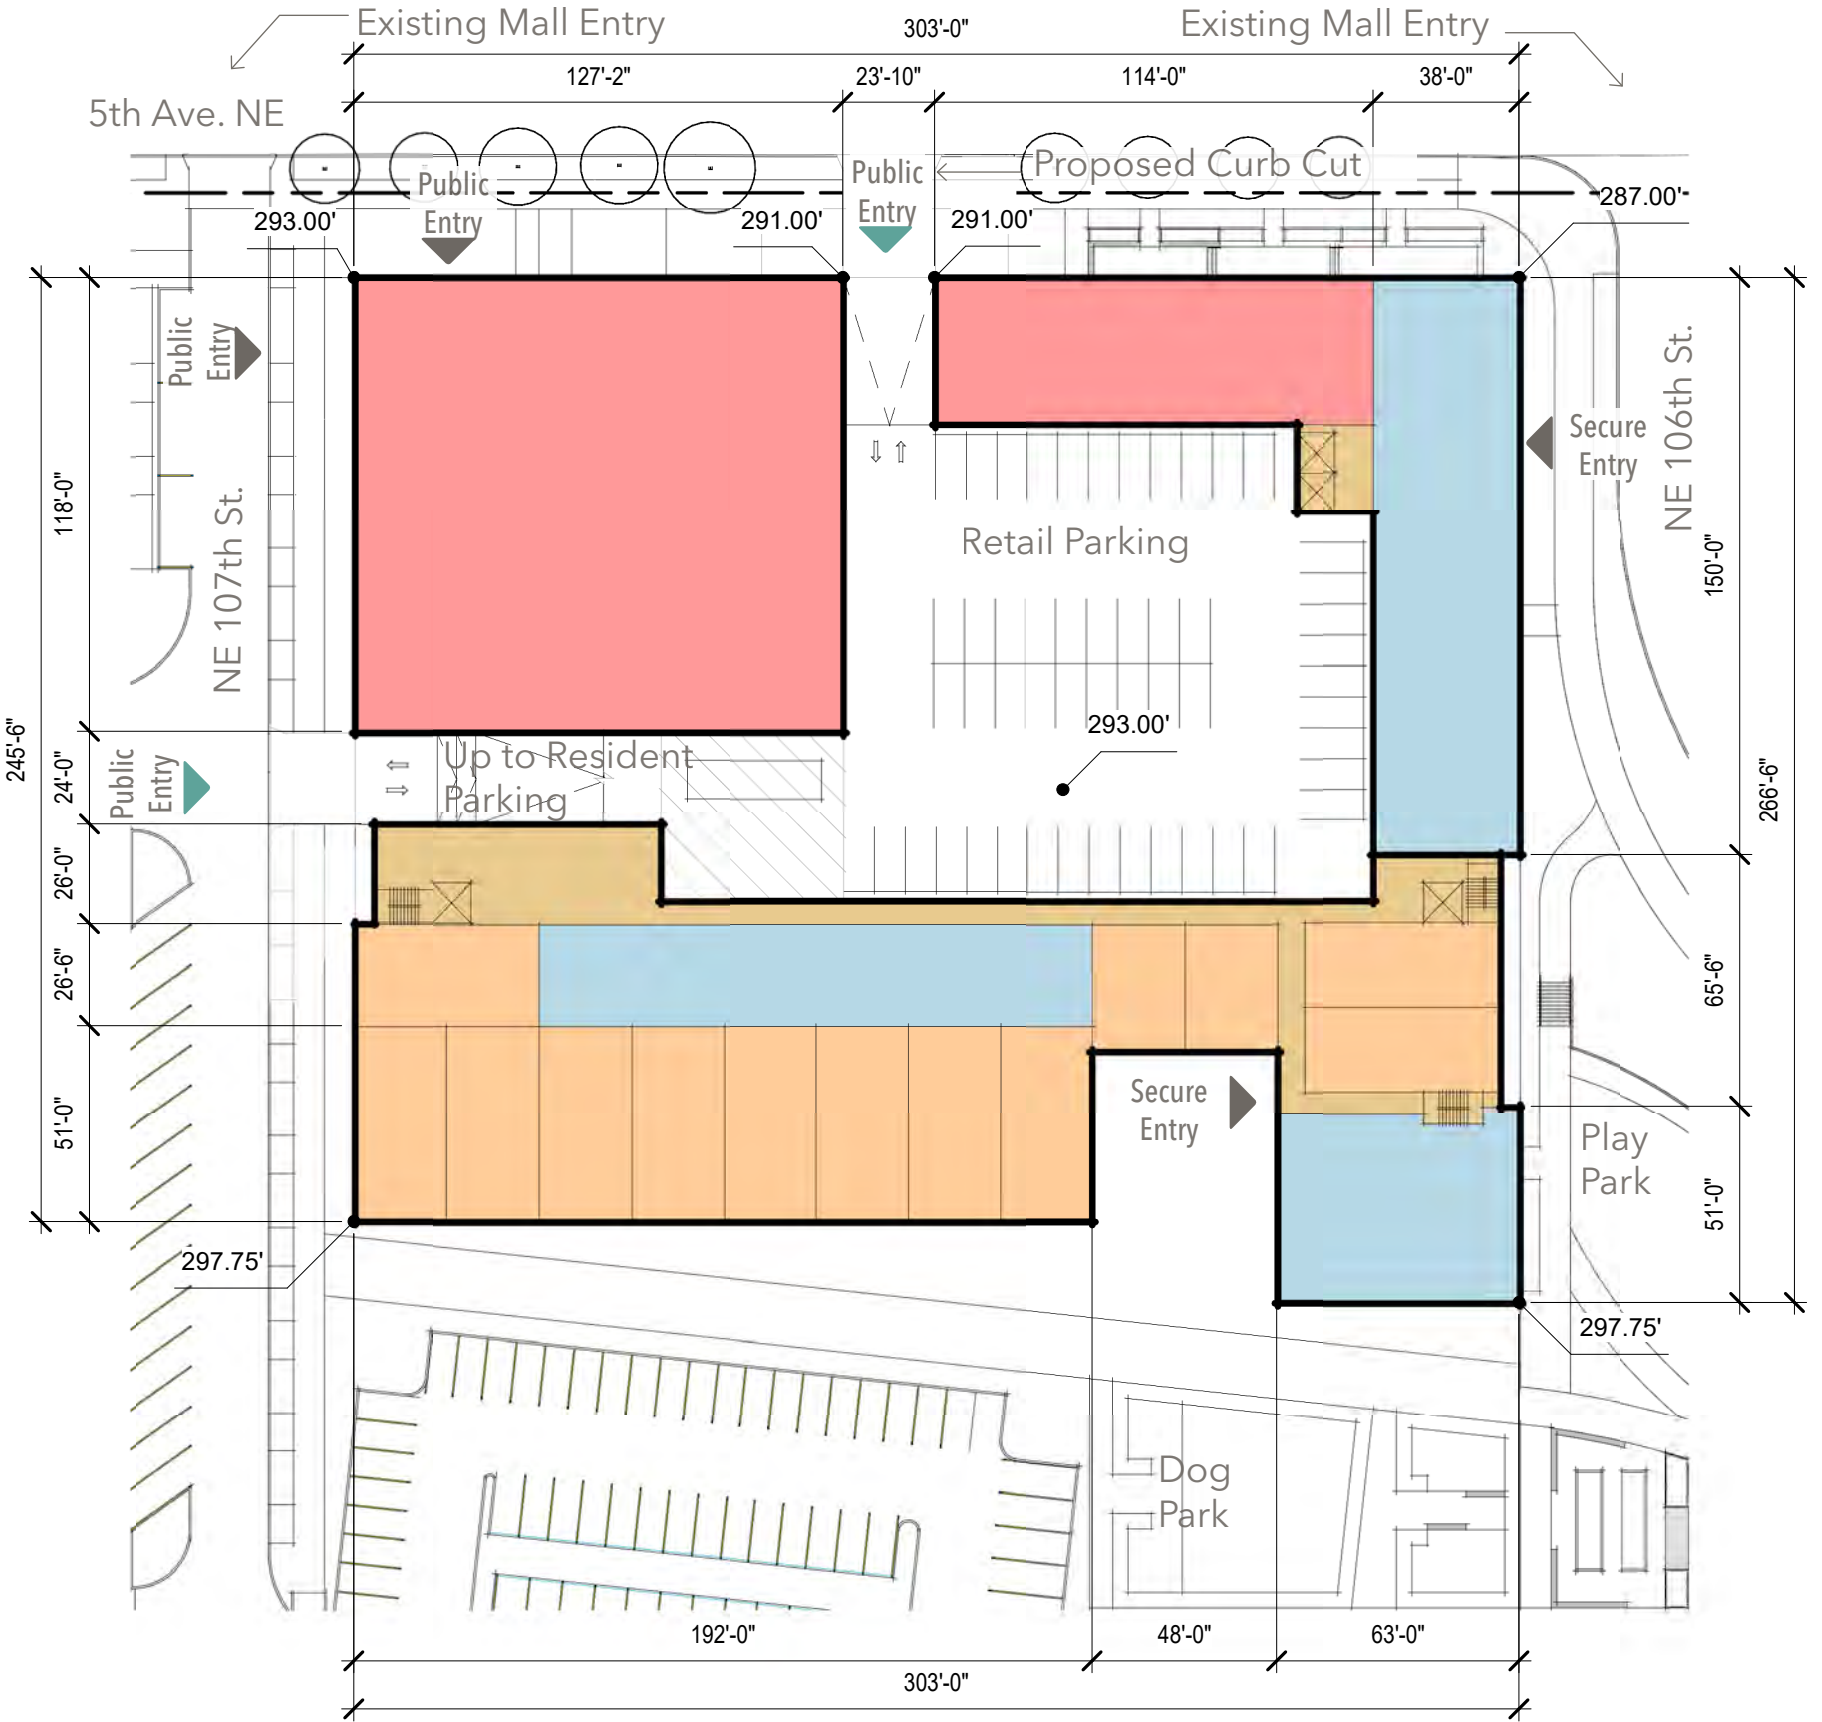 Existing Mall Entry
303'-0"
Existing Mall Entry
127'-2"
23'-10"
114'-0"
38'-0"
5th Ave. NE
Public
Entry
Public
Entry
Proposed Curb Cut
293.00'
291.00'
291.00'
287.00'
Public
Entry
NE 107th St.
NE 106th St.
Secure
Entry
118'-0"
Retail Parking
150'-0"
293.00'
245'-6"
24'-0"
Public
Entry
Up to Resident
Parking
266'-6"
26'-0"
26'-6"
65'-6"
51'-0"
Secure
Entry
Play
Park
51'-0"
297.75'
297.75'
Dog
Park
192'-0"
48'-0"
63'-0"
303'-0"